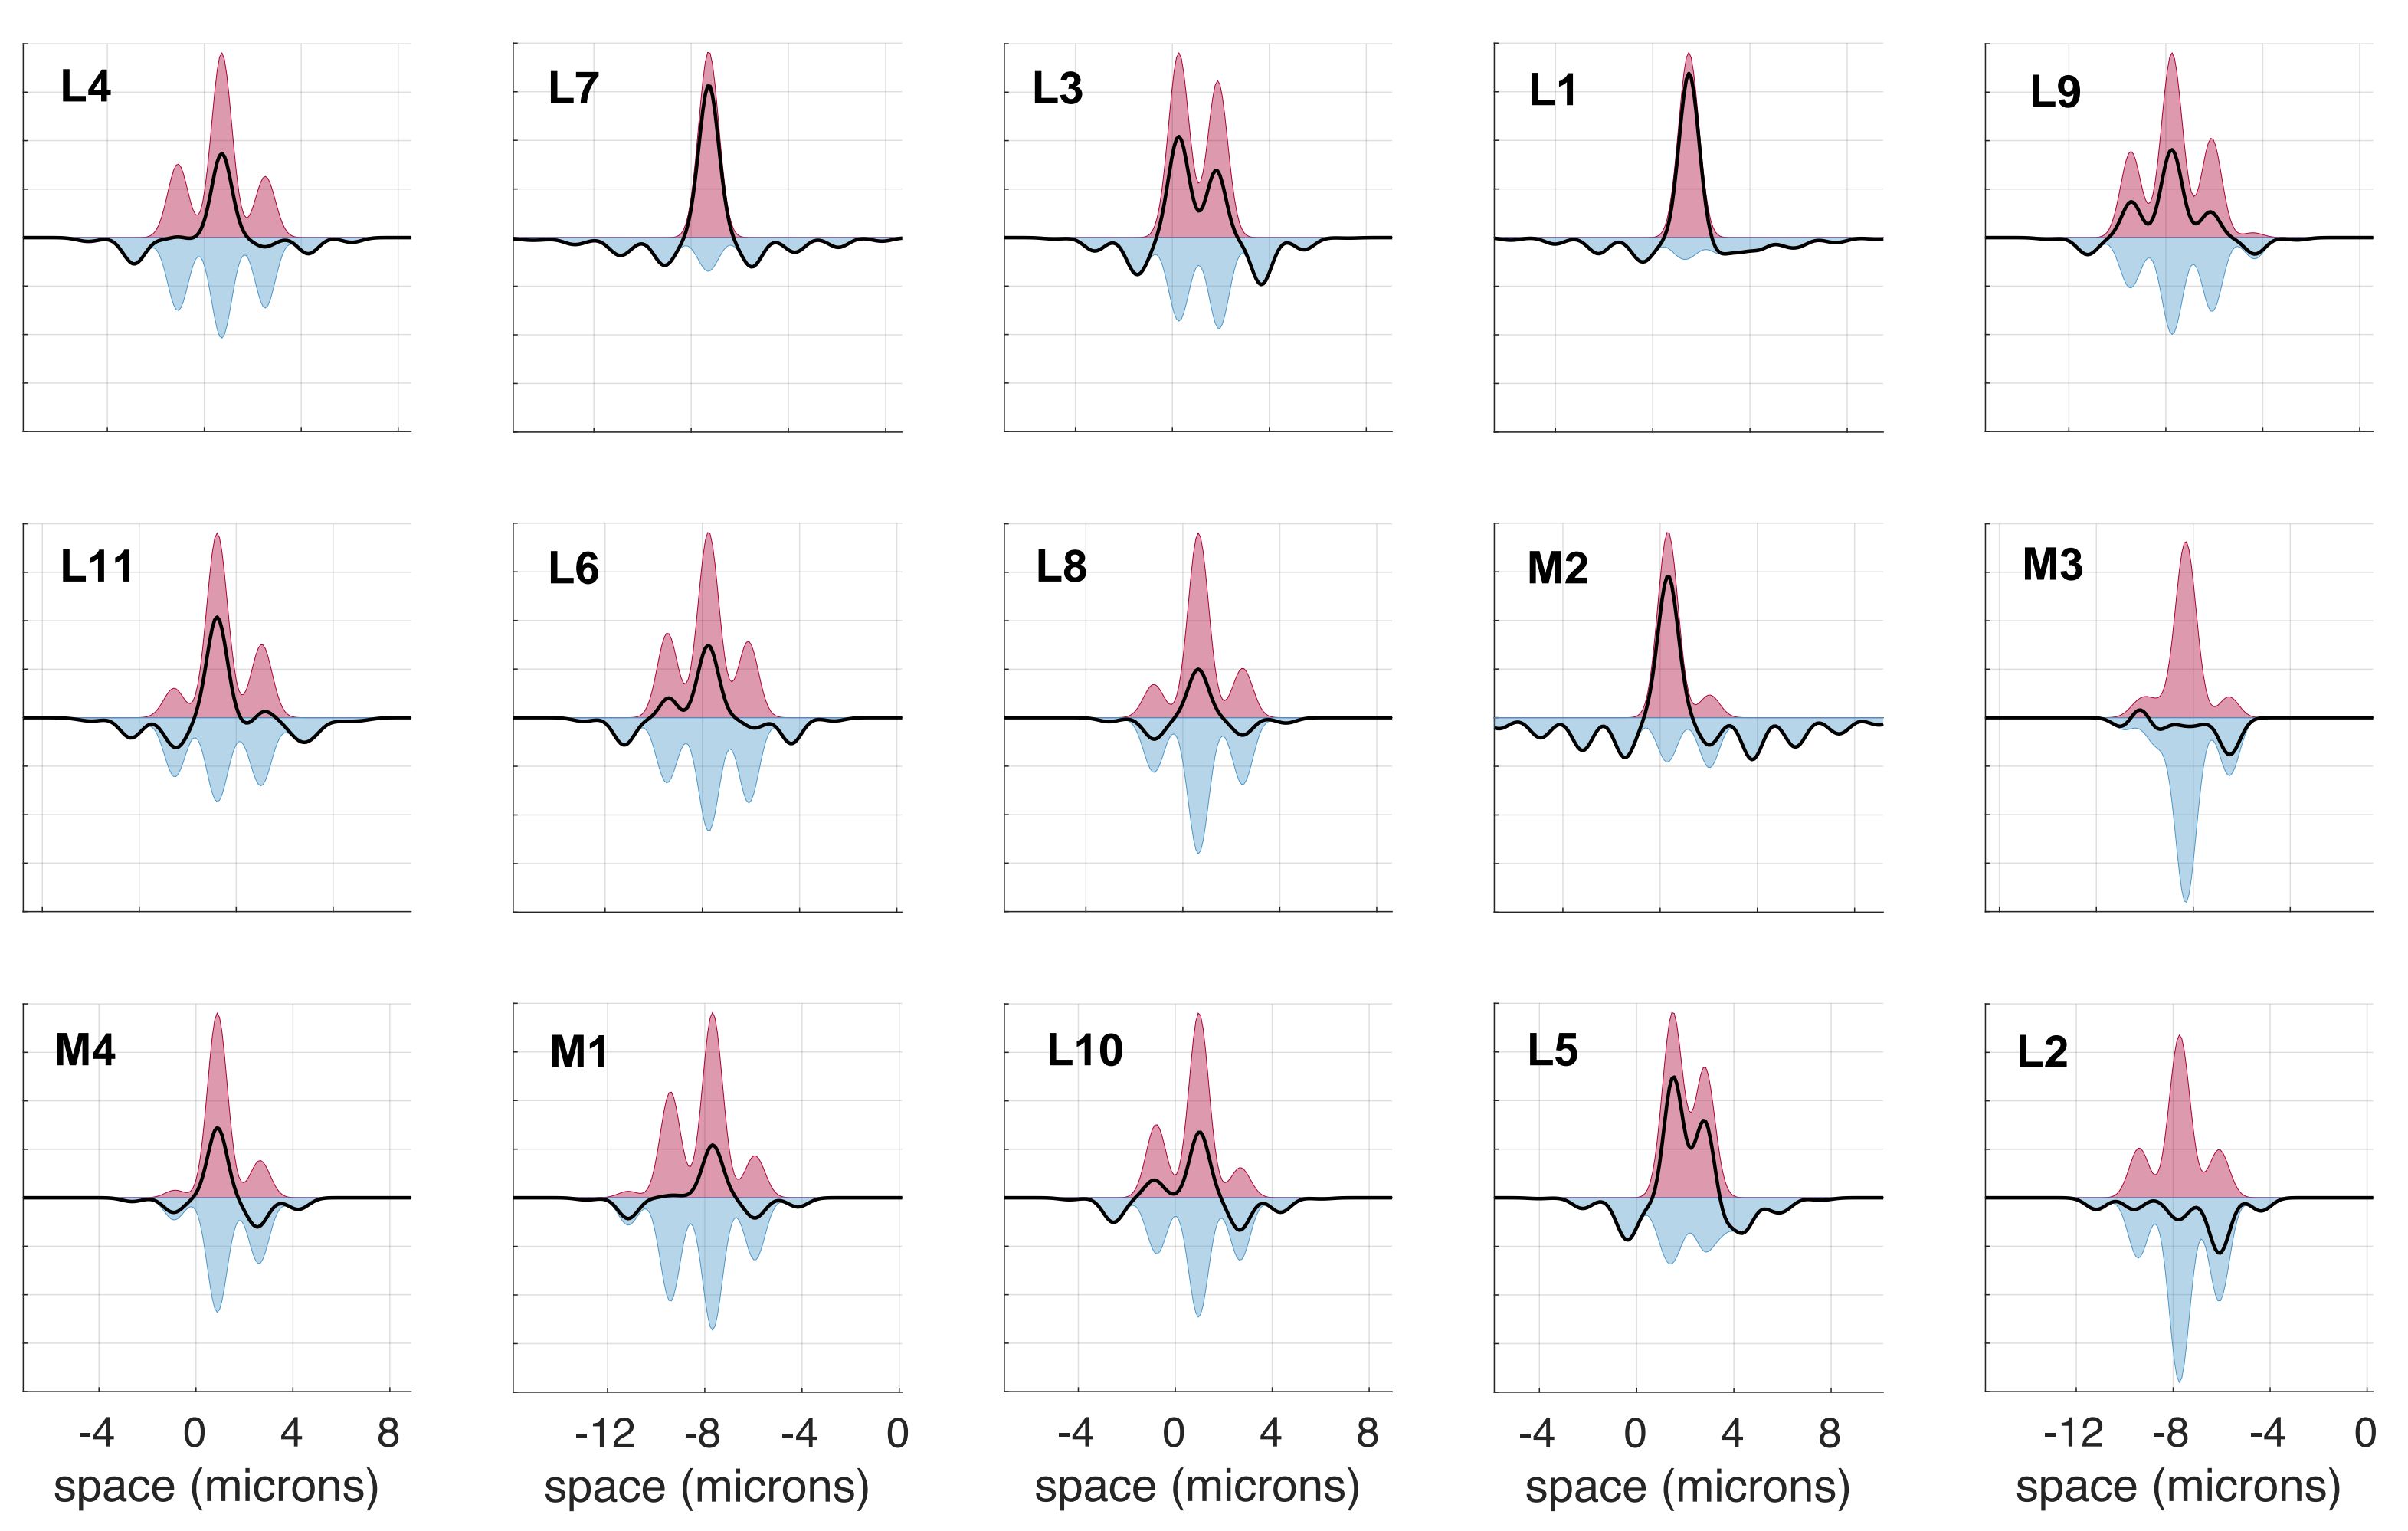 L4 L7 L3 L1 L9
L11 L6 L8 M2 M3
M4 M1 L10 L5 L2
-4 0 4 8 -12 -8 -4 0 -4 0 4 8 -4 0 4 8 -12 -8 -4 0
space (microns) space (microns) space (microns) space (microns) space (microns)